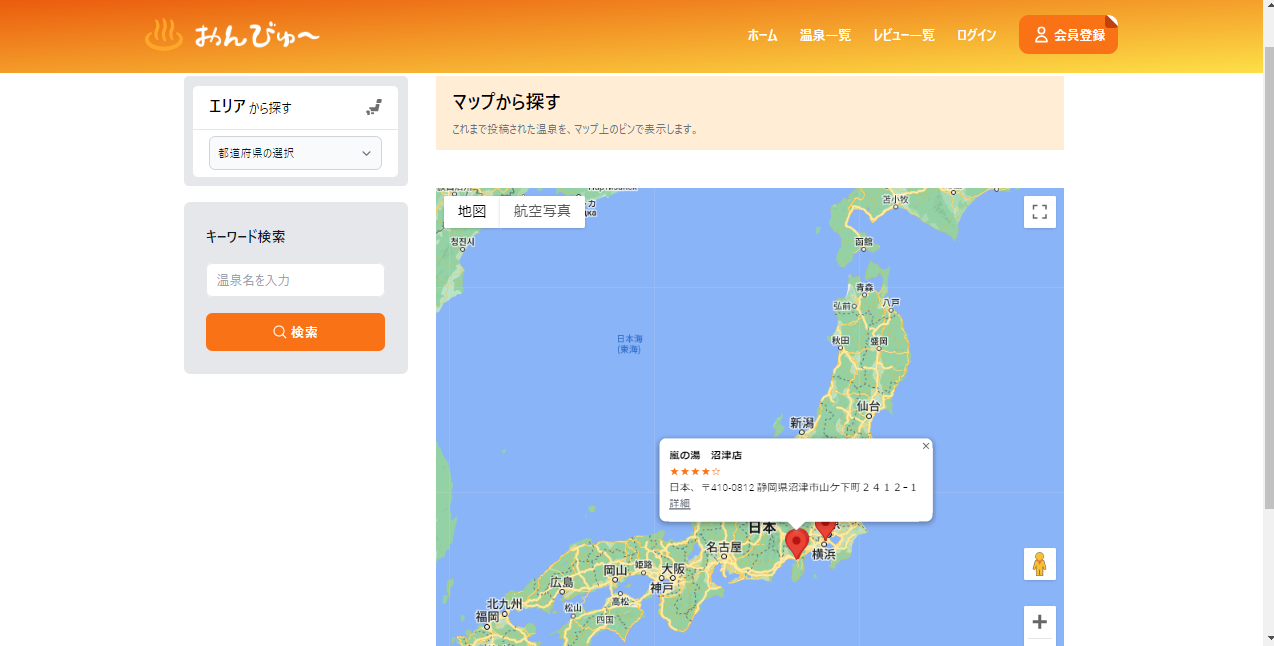 おんびゅ～
ホーム 温泉一覧 レビュー一覧 ログイン 会員登録
エリアから探す
都道府県の選択
キーワード検索
温泉名を入力
検索
マップから探す
これまで投稿された温泉を、マップ上のピンで表示します。
地図 航空写真
청진시
苫小牧
函館
青森
弘前
八戸
日本海
(東海)
秋田
盛岡
仙台
新潟
嵐の湯 沼津店
★★★★☆
日本、〒410-0812 静岡県沼津市山ケ下町２４１２−１
詳細
日本
名古屋
横浜
岡山
姫路
大阪
神戸
広島
高松
松山
四国
北九州
福岡